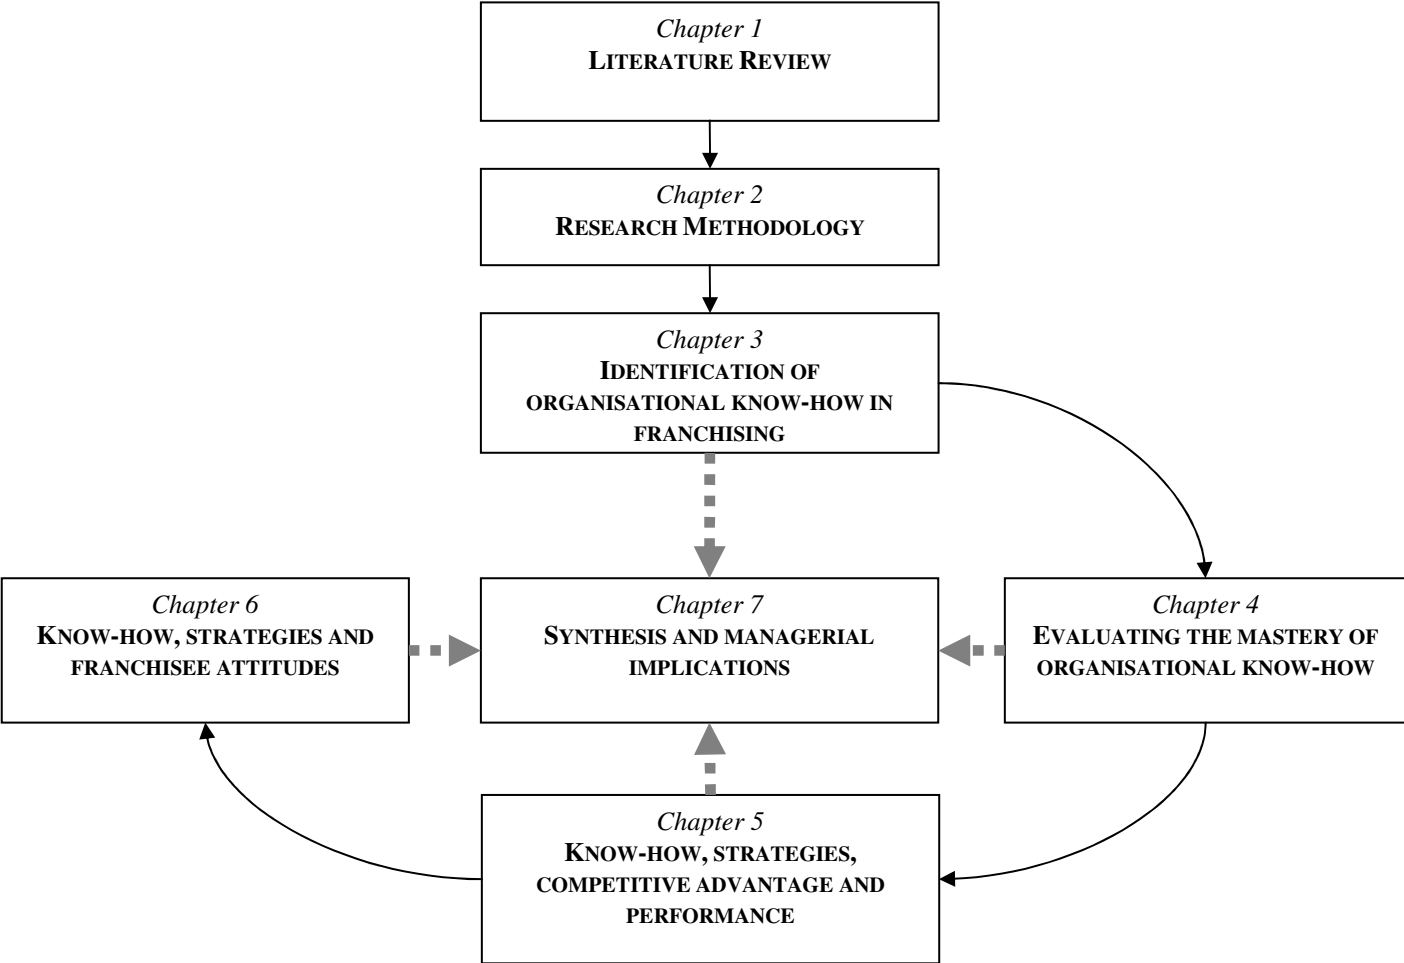 Chapter 1
LITERATURE REVIEW
Chapter 2
RESEARCH METHODOLOGY
Chapter 3
IDENTIFICATION OF
ORGANISATIONAL KNOW-HOW IN
FRANCHISING
Chapter 6
KNOW-HOW, STRATEGIES AND
FRANCHISEE ATTITUDES
Chapter 7
SYNTHESIS AND MANAGERIAL
IMPLICATIONS
Chapter 4
EVALUATING THE MASTERY OF
ORGANISATIONAL KNOW-HOW
Chapter 5
KNOW-HOW, STRATEGIES,
COMPETITIVE ADVANTAGE AND
PERFORMANCE